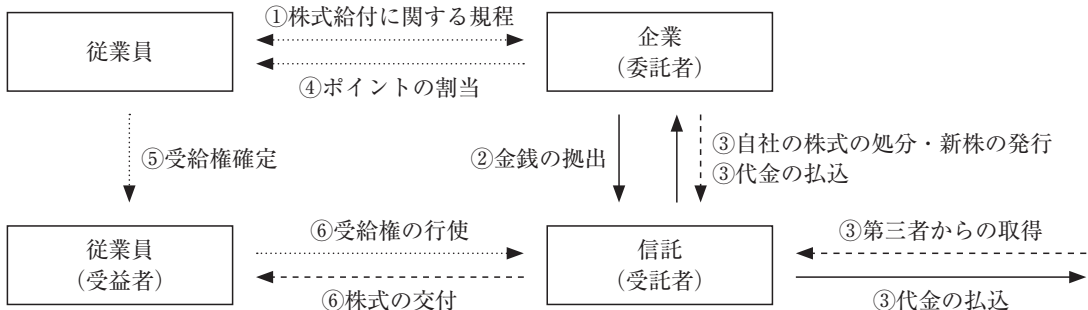 ①株式給付に関する規程
従業員
企業
（委託者）
④ポイントの割当
⑤受給権確定
②金銭の拠出
③自社の株式の処分・新株の発行
③代金の払込
従業員
（受益者）
⑥受給権の行使
⑥株式の交付
信託
（受託者）
③第三者からの取得
③代金の払込